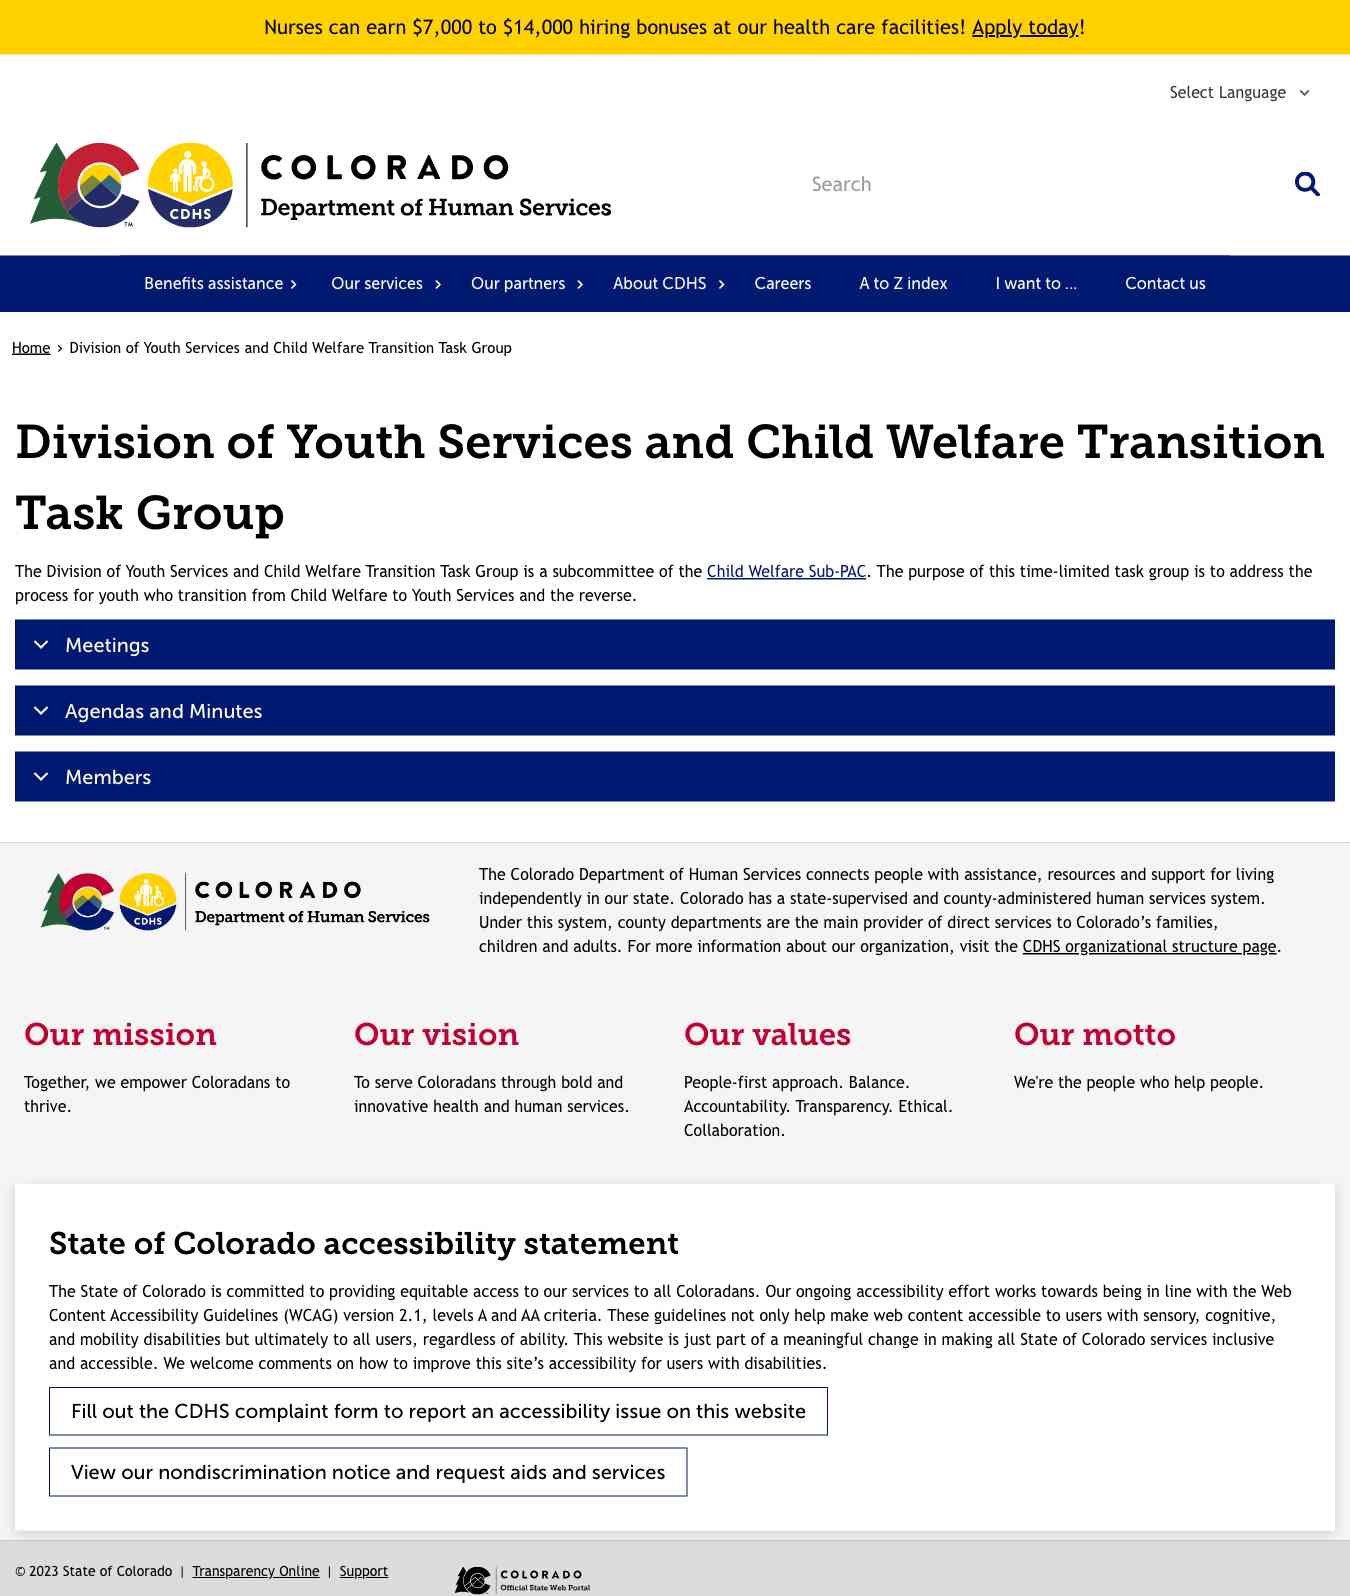 Nurses can earn $7,000 to $14,000 hiring bonuses at our health care facilities! Apply today!
Select Language
CDHS
TM
COLORADO
Department of Human Services
Search
Benefits assistance › Our services › Our partners › About CDHS › Careers A to Z index I want to ... Contact us
Home › Division of Youth Services and Child Welfare Transition Task Group
Division of Youth Services and Child Welfare Transition
Task Group
The Division of Youth Services and Child Welfare Transition Task Group is a subcommittee of the Child Welfare Sub-PAC. The purpose of this time-limited task group is to address the
process for youth who transition from Child Welfare to Youth Services and the reverse.
Meetings
Agendas and Minutes
Members
CDHS
TM
COLORADO
Department of Human Services
The Colorado Department of Human Services connects people with assistance, resources and support for living
independently in our state. Colorado has a state-supervised and county-administered human services system.
Under this system, county departments are the main provider of direct services to Colorado’s families,
children and adults. For more information about our organization, visit the CDHS organizational structure page.
Our mission
Together, we empower Coloradans to
thrive.
Our vision
To serve Coloradans through bold and
innovative health and human services.
Our values
People-first approach. Balance.
Accountability. Transparency. Ethical.
Collaboration.
Our motto
We're the people who help people.
State of Colorado accessibility statement
The State of Colorado is committed to providing equitable access to our services to all Coloradans. Our ongoing accessibility effort works towards being in line with the Web
Content Accessibility Guidelines (WCAG) version 2.1, levels A and AA criteria. These guidelines not only help make web content accessible to users with sensory, cognitive,
and mobility disabilities but ultimately to all users, regardless of ability. This website is just part of a meaningful change in making all State of Colorado services inclusive
and accessible. We welcome comments on how to improve this site’s accessibility for users with disabilities.
Fill out the CDHS complaint form to report an accessibility issue on this website
View our nondiscrimination notice and request aids and services
© 2023 State of Colorado | Transparency Online | Support
COLORADO
Official State Web Portal